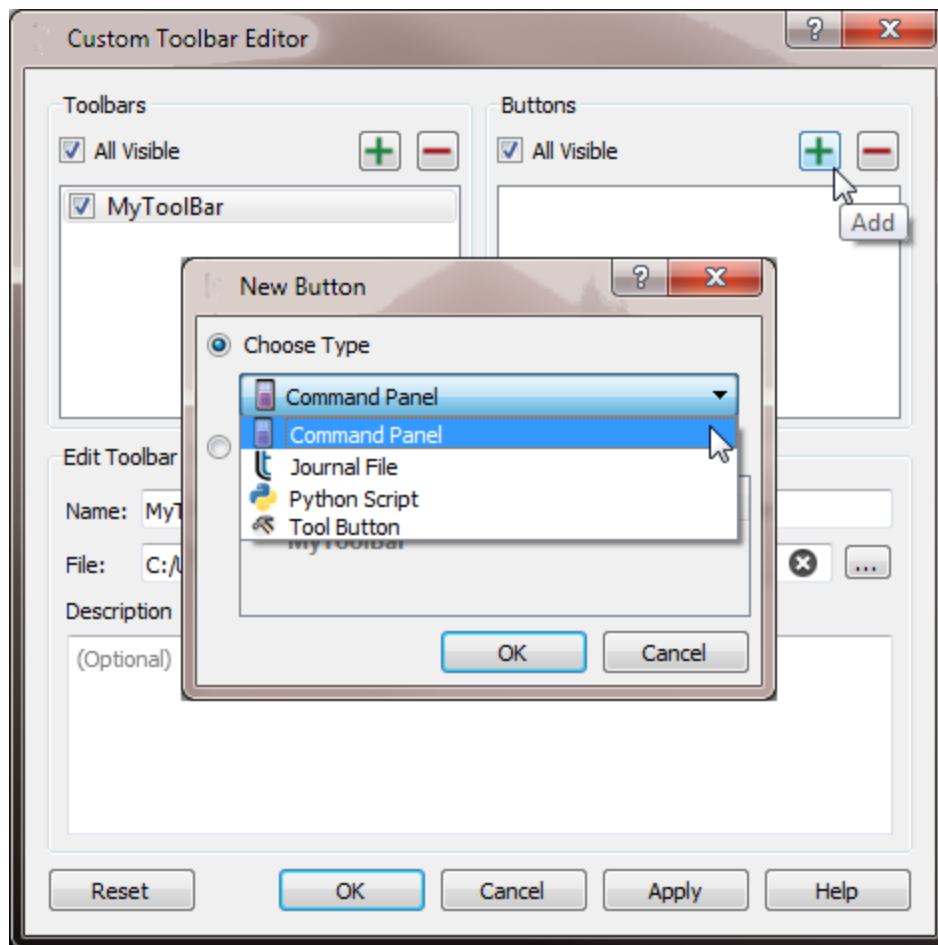 Custom Toolbar Editor
?
X
Toolbars
Buttons
All Visible
All Visible
Add
MyToolBar
New Button
?
X
Choose Type
Command Panel
Command Panel
Journal File
Python Script
Tool Button
MyToolBar
OK
Cancel
Edit Toolbar
Name:
File: C:/
...
Description
(Optional)
Reset
OK
Cancel
Apply
Help